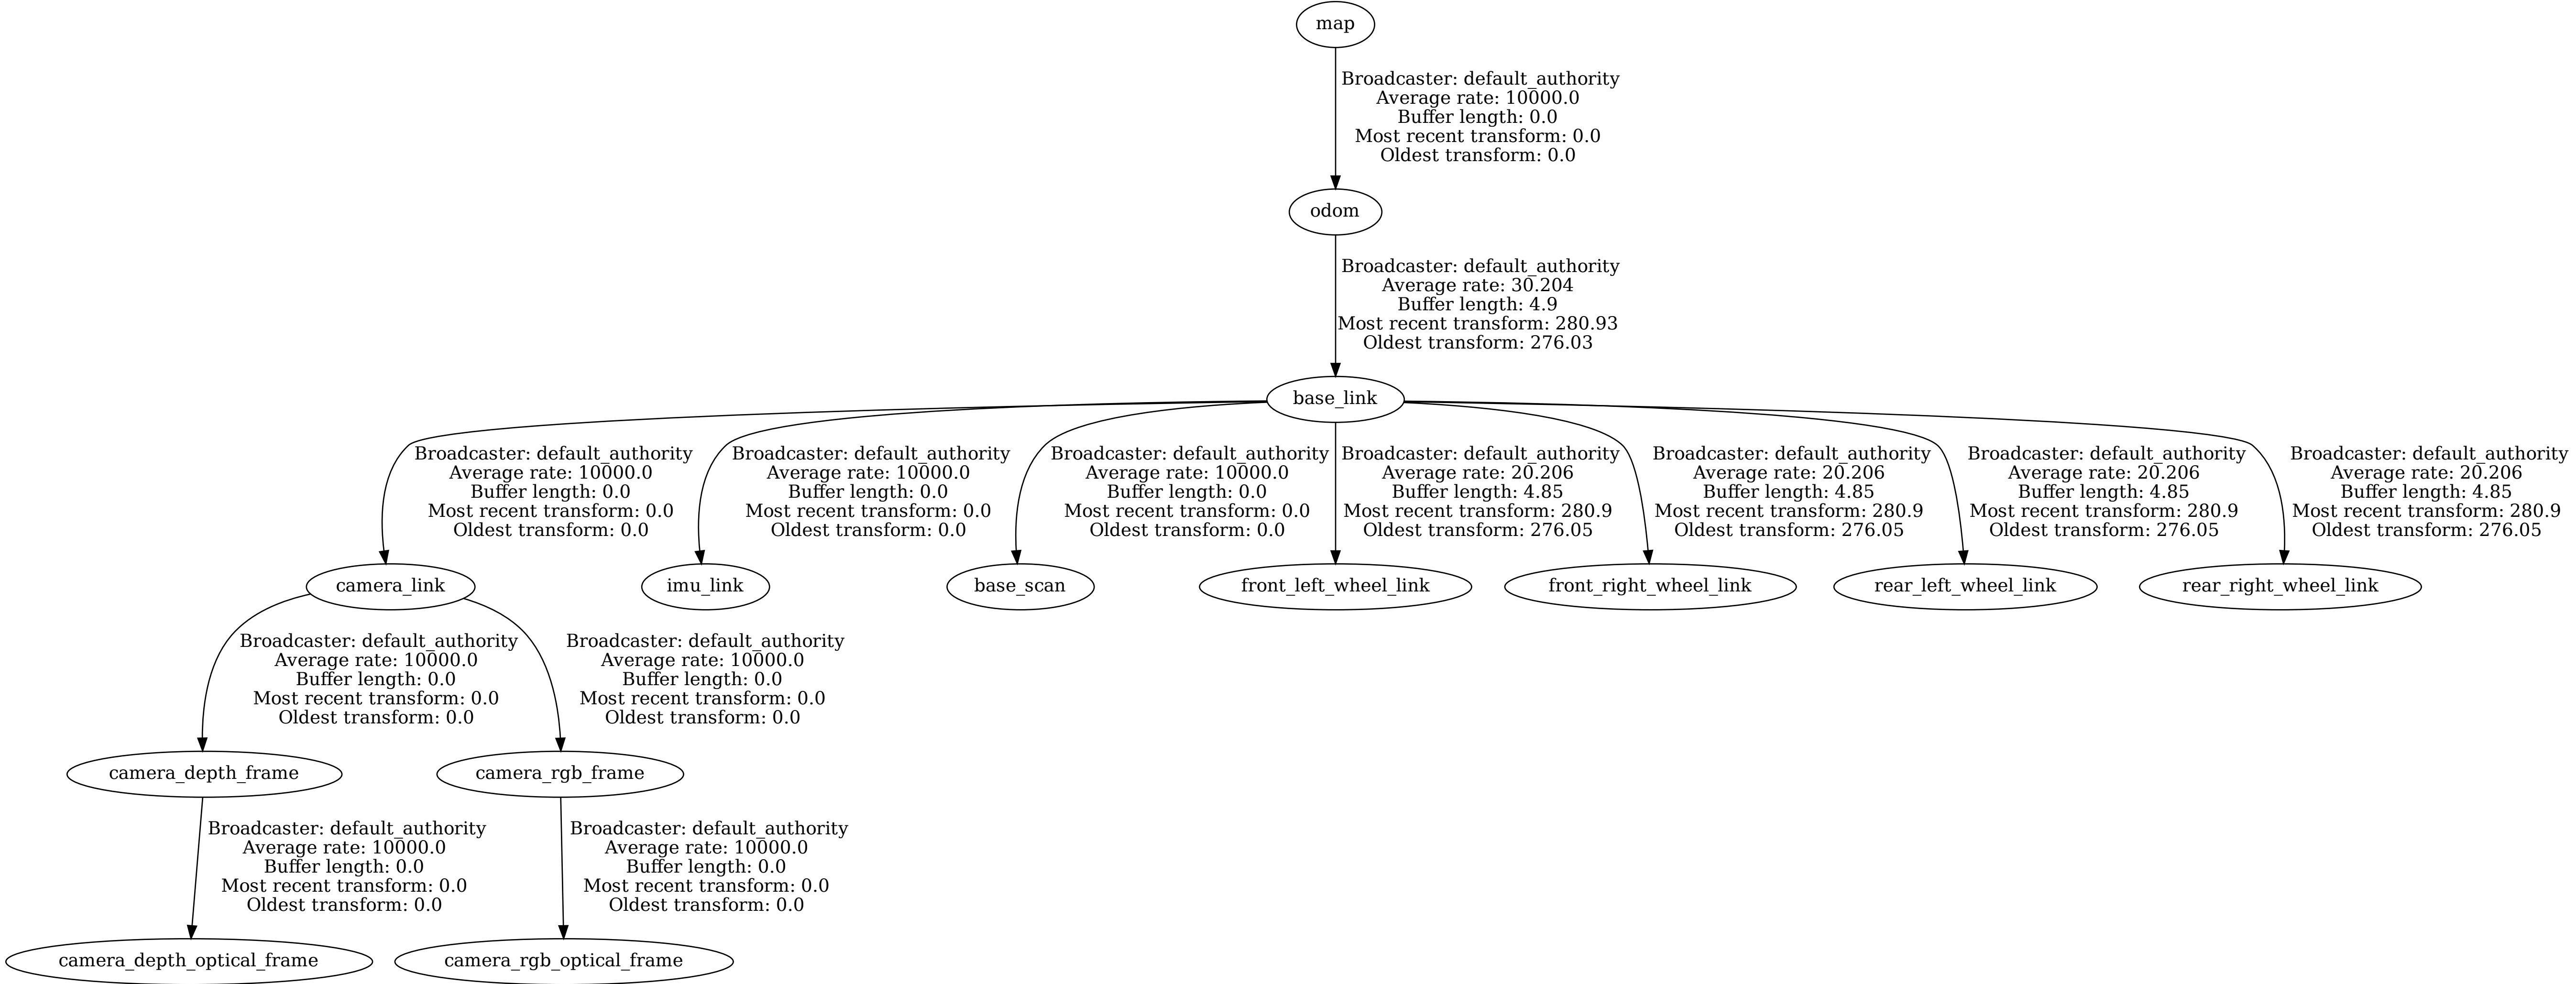 map
Broadcaster: default_authority
Average rate: 10000.0
Buffer length: 0.0
Most recent transform: 0.0
Oldest transform: 0.0
odom
Broadcaster: default_authority
Average rate: 30.204
Buffer length: 4.9
Most recent transform: 280.93
Oldest transform: 276.03
base_link
Broadcaster: default_authority
Average rate: 10000.0
Buffer length: 0.0
Most recent transform: 0.0
Oldest transform: 0.0
Broadcaster: default_authority
Average rate: 10000.0
Buffer length: 0.0
Most recent transform: 0.0
Oldest transform: 0.0
Broadcaster: default_authority
Average rate: 10000.0
Buffer length: 0.0
Most recent transform: 0.0
Oldest transform: 0.0
Broadcaster: default_authority
Average rate: 20.206
Buffer length: 4.85
Most recent transform: 280.9
Oldest transform: 276.05
Broadcaster: default_authority
Average rate: 20.206
Buffer length: 4.85
Most recent transform: 280.9
Oldest transform: 276.05
Broadcaster: default_authority
Average rate: 20.206
Buffer length: 4.85
Most recent transform: 280.9
Oldest transform: 276.05
Broadcaster: default_authority
Average rate: 20.206
Buffer length: 4.85
Most recent transform: 280.9
Oldest transform: 276.05
camera_link
imu_link
base_scan
front_left_wheel_link
front_right_wheel_link
rear_left_wheel_link
rear_right_wheel_link
Broadcaster: default_authority
Average rate: 10000.0
Buffer length: 0.0
Most recent transform: 0.0
Oldest transform: 0.0
Broadcaster: default_authority
Average rate: 10000.0
Buffer length: 0.0
Most recent transform: 0.0
Oldest transform: 0.0
camera_depth_frame
camera_rgb_frame
Broadcaster: default_authority
Average rate: 10000.0
Buffer length: 0.0
Most recent transform: 0.0
Oldest transform: 0.0
Broadcaster: default_authority
Average rate: 10000.0
Buffer length: 0.0
Most recent transform: 0.0
Oldest transform: 0.0
camera_depth_optical_frame
camera_rgb_optical_frame